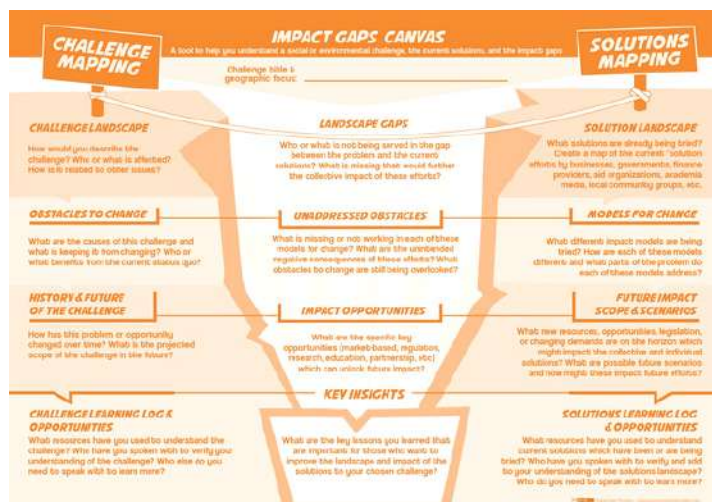 IMPACT GAPS CANVAS
A tool to help you understand a social or environmental challenge, the current solutions, and the impact gaps
CHALLENGE
MAPPING
SOLUTIONS
MAPPING
Challenge title &
geographic focus:
CHALLENGE LANDSCAPE
How would you describe the
challenge? Who or what is affected?
How is it related to other issues?
LANDSCAPE GAPS
Who or what is not being served in the gap
between the problem and the current
solutions? What is missing that would further
the collective impact of these efforts?
SOLUTION LANDSCAPE
What solutions are already being tried?
Create a map of the current "solution
efforts by businesses, governments, finance
providers, aid organizations, academia
media, local community groups, etc.
OBSTACLES TO CHANGE
What are the causes of this challenge and
what is keeping it from changing? Who or
what benefits from the current status quo?
UNADDRESSED OBSTACLES
What is missing or not working in each of these
models for change? What are the unintended
negative consequences of these efforts? What
obstacles to change are still being overlooked?
MODELS FOR CHANGE
What different impact models are being
tried? How are each of these models
different and what parts of the problem do
each of these models address?
HISTORY & FUTURE
OF THE CHALLENGE
How has this problem or opportunity
changed over time? What is the projected
scope of the challenge in the future?
IMPACT OPPORTUNITIES
What are the specific key
opportunities (market-based, regulation,
research, education, partnership, etc)
which can unlock future impact?
FUTURE IMPACT
SCOPE & SCENARIOS
What new resources, opportunities, legislation,
or changing demands are on the horizon which
might impact the collective and individual
solutions? What are possible future scenarios
and how might these impact future efforts?
KEY INSIGHTS
CHALLENGE LEARNING LOG &
OPPORTUNITIES
What resources have you used to understand the
challenge? Who have you spoken with to verify your
understanding of the challenge? Who else do you
need to speak with to learn more?
What are the key lessons you learned that
are important for those who want to
improve the landscape and impact of the
solutions to your chosen challenge?
SOLUTIONS LEARNING LOG
& OPPORTUNITIES
What resources have you used to understand
current solutions which have been or are being
tried? Who have you spoken with to verify and add
to your understanding of the solutions landscape?
Who do you need to speak with to learn more?